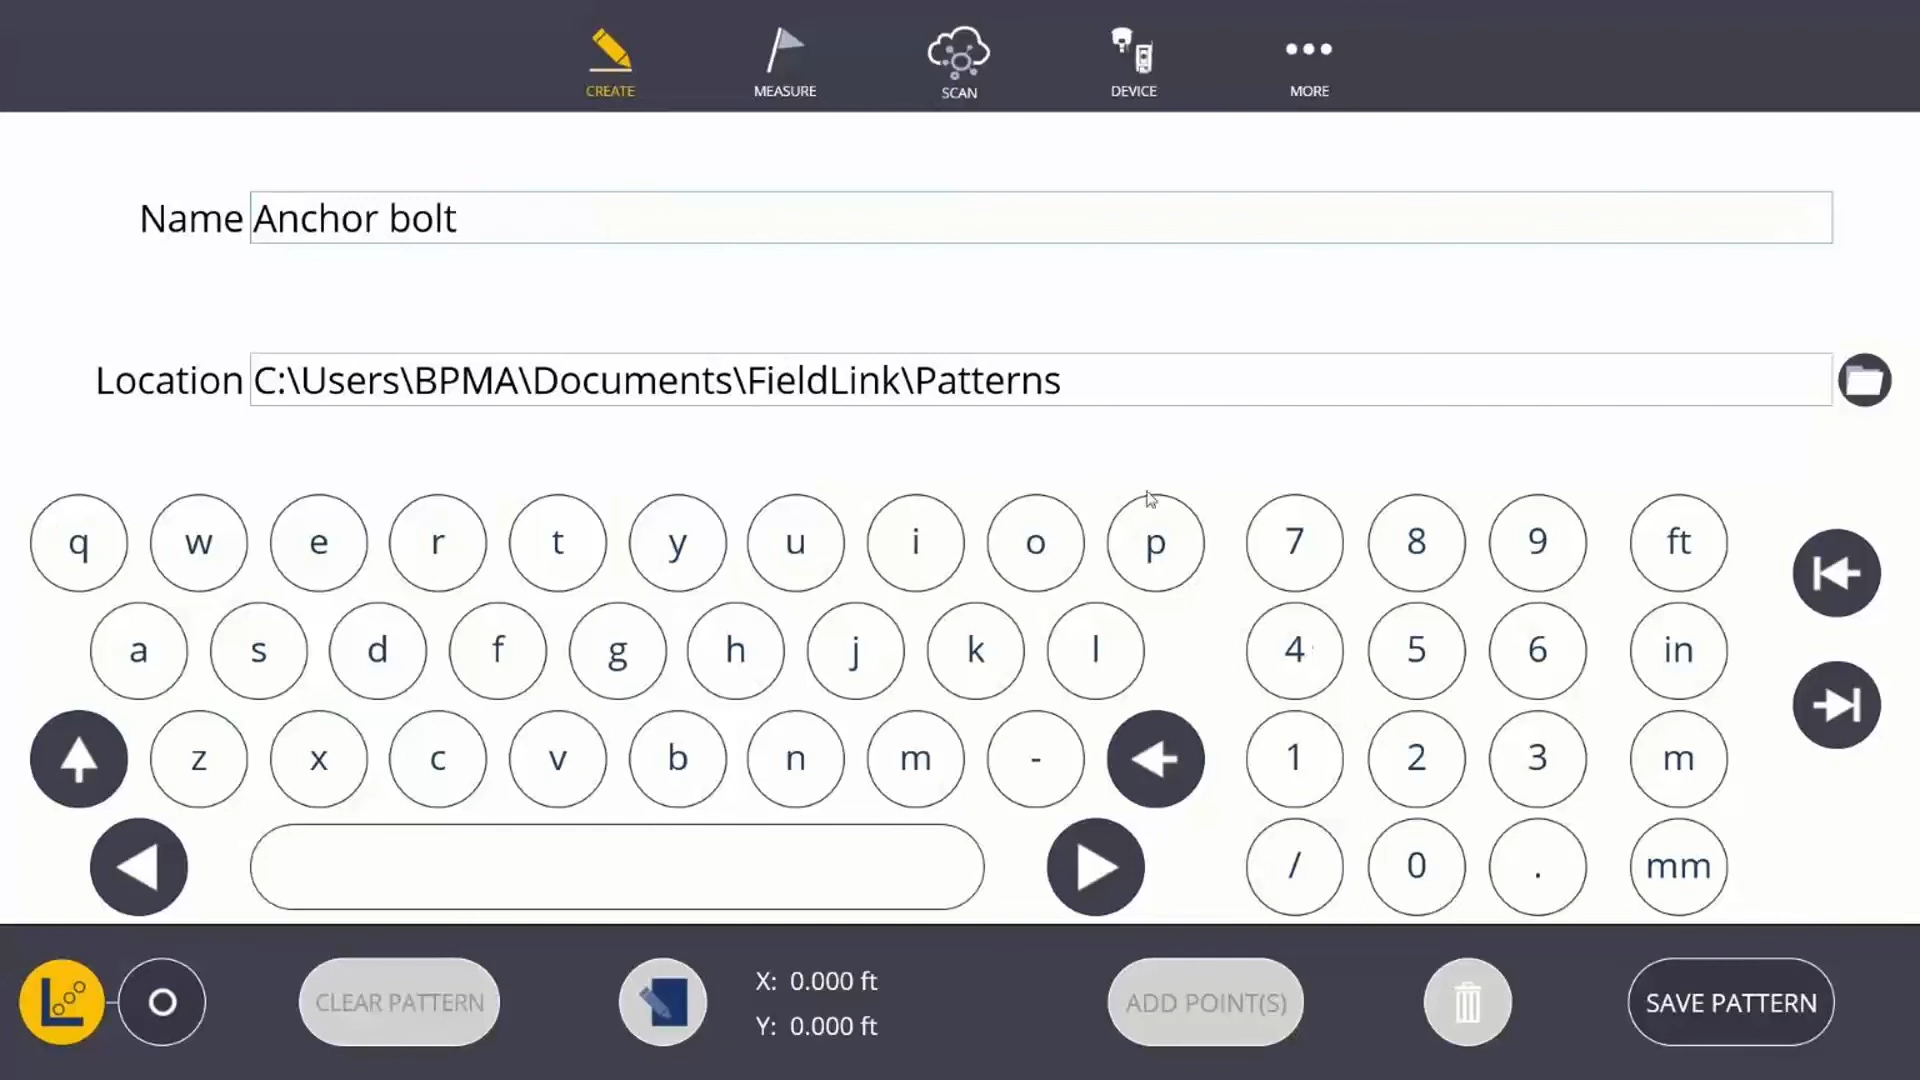 CREATE MEASURE SCAN DEVICE MORE
Name Anchor bolt
Location C:\Users\BPMA\Documents\FieldLink\Patterns
q w e r t y u i o p 7 8 9 ft
a s d f g h j k l 4 5 6 in
z x c v b n m - 1 2 3 m
/ 0 . mm
CLEAR PATTERN X: 0.000 ft ADD POINT(S) SAVE PATTERN
Y: 0.000 ft